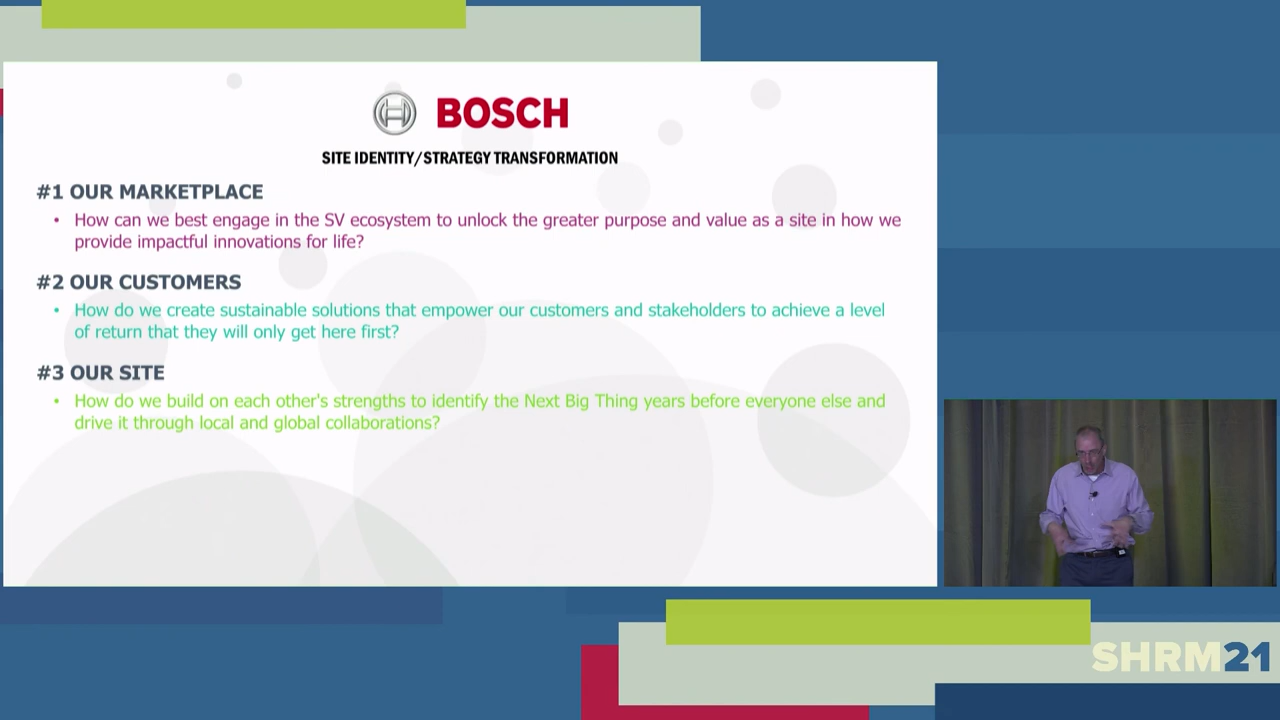 BOSCH
SITE IDENTITY/STRATEGY TRANSFORMATION
#1 OUR MARKETPLACE
• How can we best engage in the SV ecosystem to unlock the greater purpose and value as a site in how we
provide impactful innovations for life?
#2 OUR CUSTOMERS
• How do we create sustainable solutions that empower our customers and stakeholders to achieve a level
of return that they will only get here first?
#3 OUR SITE
• How do we build on each other's strengths to identify the Next Big Thing years before everyone else and
drive it through local and global collaborations?
SHRM21